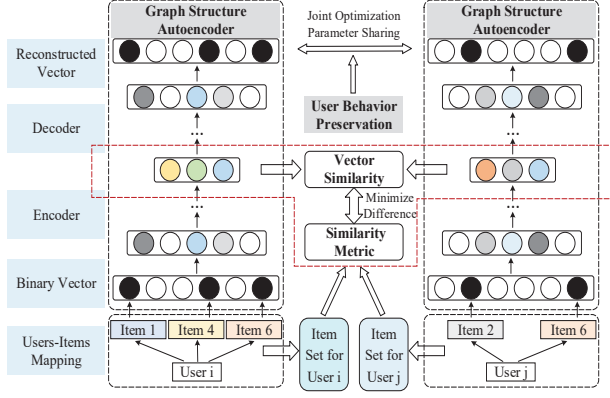 Graph Structure
Autoencoder
Joint Optimization
Parameter Sharing
Graph Structure
Autoencoder
Reconstructed
Vector
User Behavior
Preservation
Decoder
...
...
Vector
Similarity
Minimize
Difference
Encoder
...
...
Similarity
Metric
Binary Vector
Users-Items
Mapping
Item 1
Item 4
Item 6
User i
Item
Set for
User i
Item
Set for
User j
Item 2
Item 6
User j